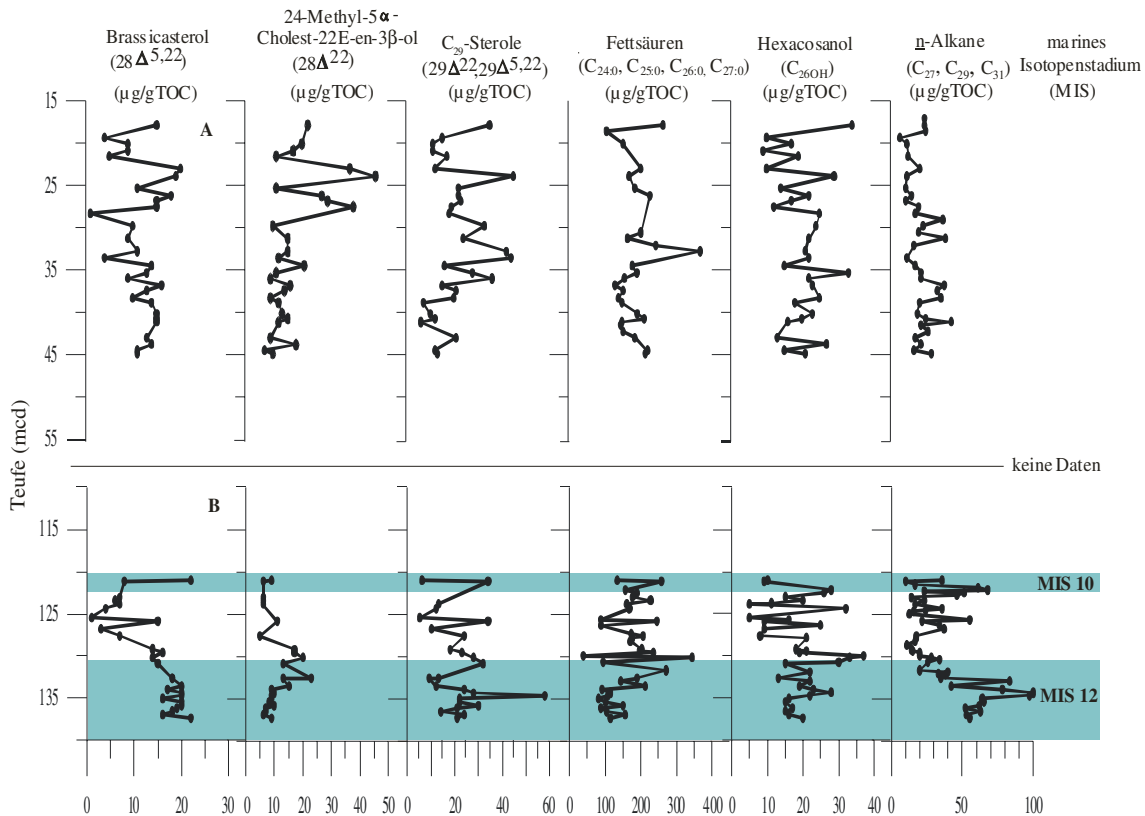 Brassicasterol
(28Δ5,22)
(µg/gTOC)
24-Methyl-5α-
Cholest-22E-en-3β-ol
(28Δ22)
(µg/gTOC)
C29-Sterole
(29Δ22;29Δ5,22)
(µg/gTOC)
Fettsäuren
(C24:0, C25:0, C26:0, C27:0)
(µg/gTOC)
Hexacosanol
(C26OH)
(µg/gTOC)
n-Alkane
(C27, C29, C31)
(µg/gTOC)
marines
Isotopenstadium
(MIS)
A
15
25
35
45
55
Teufe (mcd)
keine Daten
B
115
125
135
MIS 10
MIS 12
0 10 20 30
0 20 40 60
0 20 40 60
0 100 200 300 400
0 10 20 30 40
0 50 100